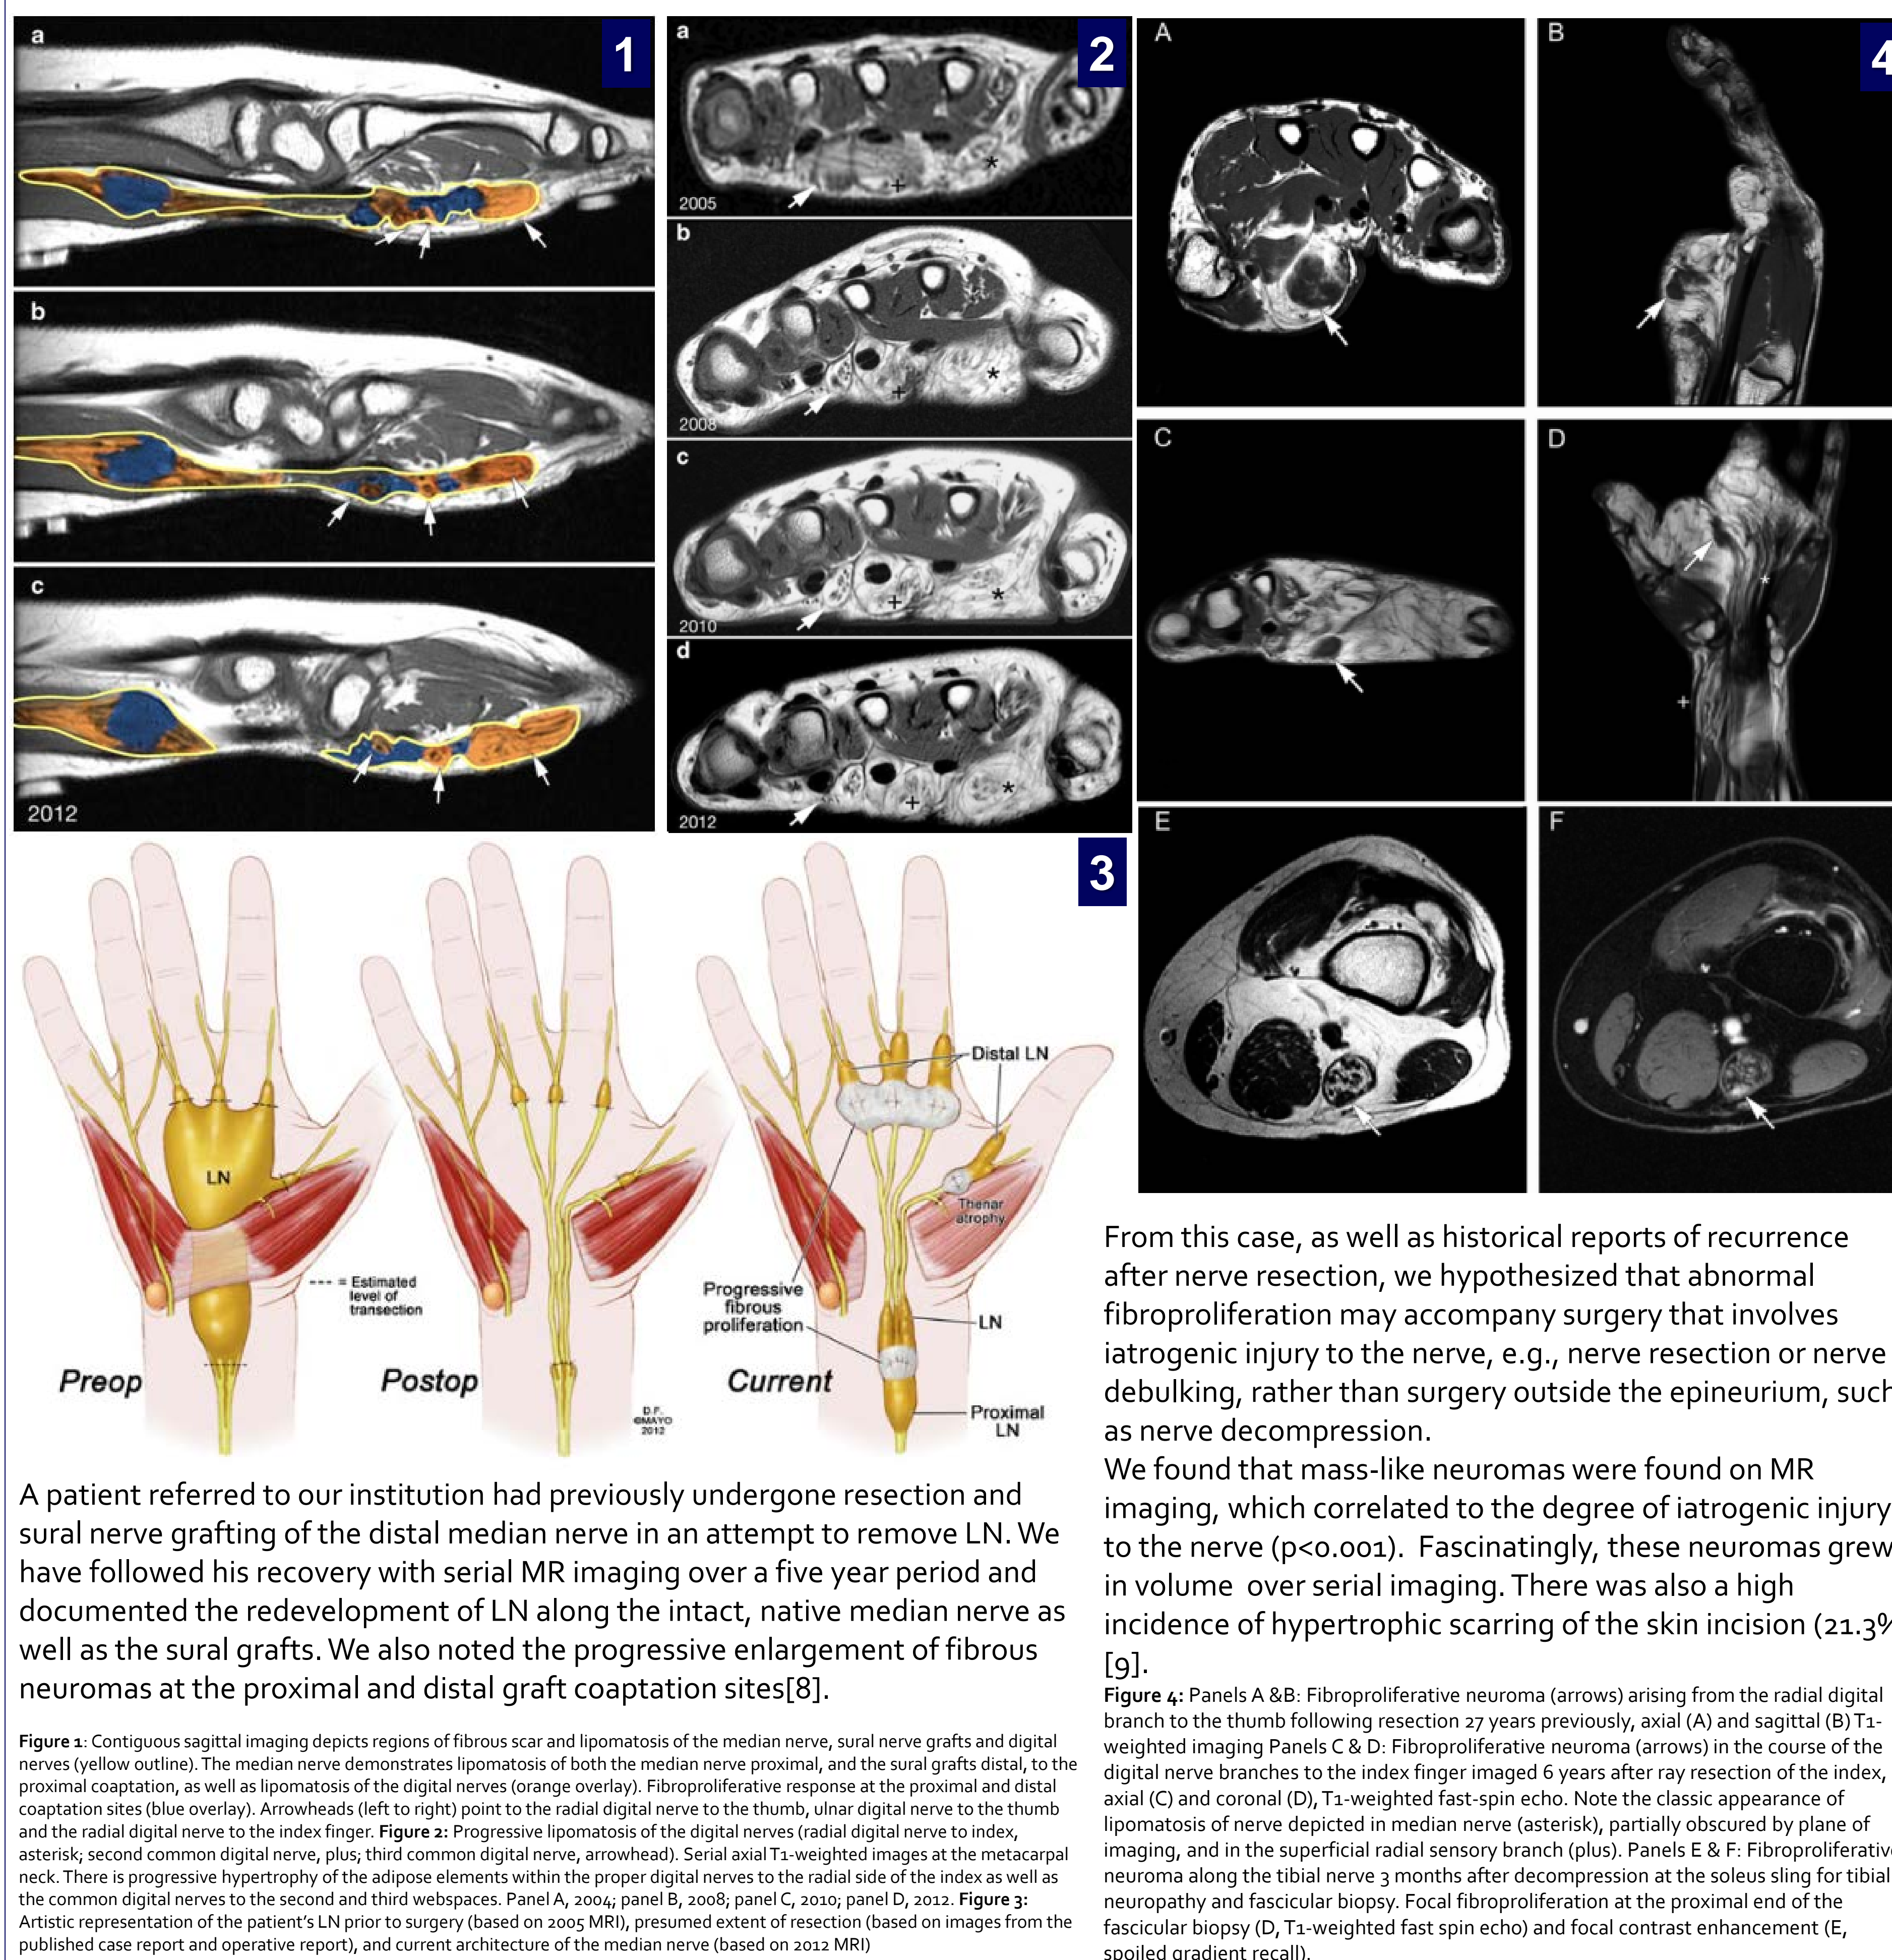 a
1
b
c
2012
a
2
2005
b
2008
c
2010
d
2012
A
B
4
C
D
E
F
3
Distal LN
LN
Thenar
atrophy
= Estimated
level of
transection
Progressive
fibrous
proliferation
LN
Preop
Postop
Current
D.F.
©MAYO
2012
Proximal
LN
A patient referred to our institution had previously undergone resection and
sural nerve grafting of the distal median nerve in an attempt to remove LN. We
have followed his recovery with serial MR imaging over a five year period and
documented the redevelopment of LN along the intact, native median nerve as
well as the sural grafts. We also noted the progressive enlargement of fibrous
neuromas at the proximal and distal graft coaptation sites[8].
Figure 1: Contiguous sagittal imaging depicts regions of fibrous scar and lipomatosis of the median nerve, sural nerve grafts and digital
nerves (yellow outline). The median nerve demonstrates lipomatosis of both the median nerve proximal, and the sural grafts distal, to the
proximal coaptation, as well as lipomatosis of the digital nerves (orange overlay). Fibroproliferative response at the proximal and distal
coaptation sites (blue overlay). Arrowheads (left to right) point to the radial digital nerve to the thumb, ulnar digital nerve to the thumb
and the radial digital nerve to the index finger. Figure 2: Progressive lipomatosis of the digital nerves (radial digital nerve to index,
asterisk; second common digital nerve, plus; third common digital nerve, arrowhead). Serial axial T1-weighted images at the metacarpal
neck. There is progressive hypertrophy of the adipose elements within the proper digital nerves to the radial side of the index as well as
the common digital nerves to the second and third webspaces. Panel A, 2004; panel B, 2008; panel C, 2010; panel D, 2012. Figure 3:
Artistic representation of the patient's LN prior to surgery (based on 2005 MRI), presumed extent of resection (based on images from the
published case report and operative report), and current architecture of the median nerve (based on 2012 MRI)
From this case, as well as historical reports of recurrence
after nerve resection, we hypothesized that abnormal
fibroproliferation may accompany surgery that involves
iatrogenic injury to the nerve, e.g., nerve resection or nerve
debulking, rather than surgery outside the epineurium, such
as nerve decompression.
We found that mass-like neuromas were found on MR
imaging, which correlated to the degree of iatrogenic injury
to the nerve (p<0.001). Fascinatingly, these neuromas grew
in volume over serial imaging. There was also a high
incidence of hypertrophic scarring of the skin incision (21.3%
[9].
Figure 4: Panels A &B: Fibroproliferative neuroma (arrows) arising from the radial digital
branch to the thumb following resection 27 years previously, axial (A) and sagittal (B) T1-
weighted imaging Panels C & D: Fibroproliferative neuroma (arrows) in the course of the
digital nerve branches to the index finger imaged 6 years after ray resection of the index,
axial (C) and coronal (D), T1-weighted fast-spin echo. Note the classic appearance of
lipomatosis of nerve depicted in median nerve (asterisk), partially obscured by plane of
imaging, and in the superficial radial sensory branch (plus). Panels E & F: Fibroproliferative
neuroma along the tibial nerve 3 months after decompression at the soleus sling for tibial
neuropathy and fascicular biopsy. Focal fibroproliferation at the proximal end of the
fascicular biopsy (D, T1-weighted fast spin echo) and focal contrast enhancement (E,
spoiled gradient recall).